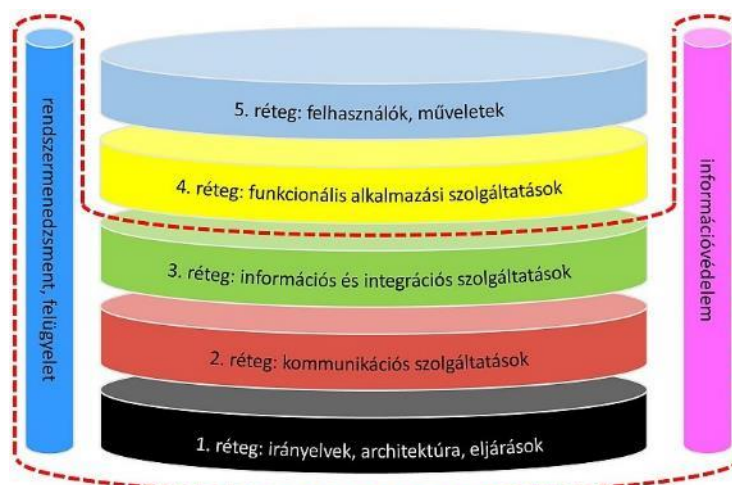 rendszermenedzsment, felügyelet
5. réteg: felhasználók, műveletek
4. réteg: funkcionális alkalmazási szolgáltatások
3. réteg: információs és integrációs szolgáltatások
2. réteg: kommunikációs szolgáltatások
1. réteg: irányelvek, architektúra, eljárások
információvédelem